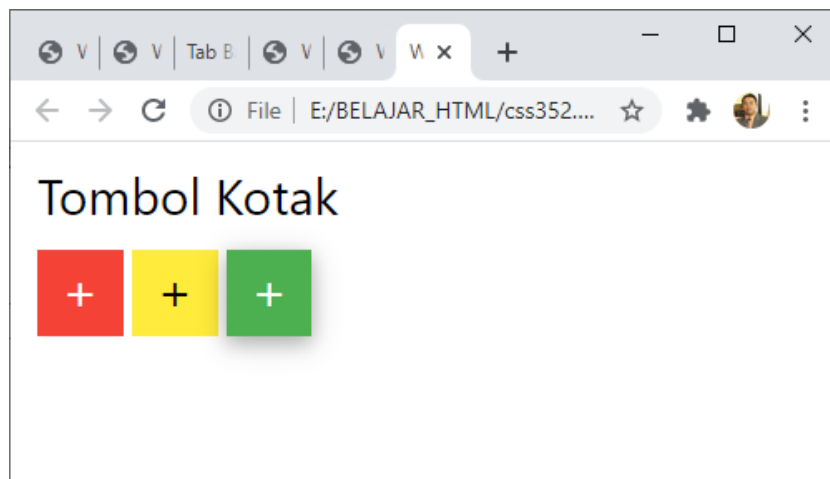 Tab B
File E:/BELAJAR_HTML/css352....
Tombol Kotak
+ + +